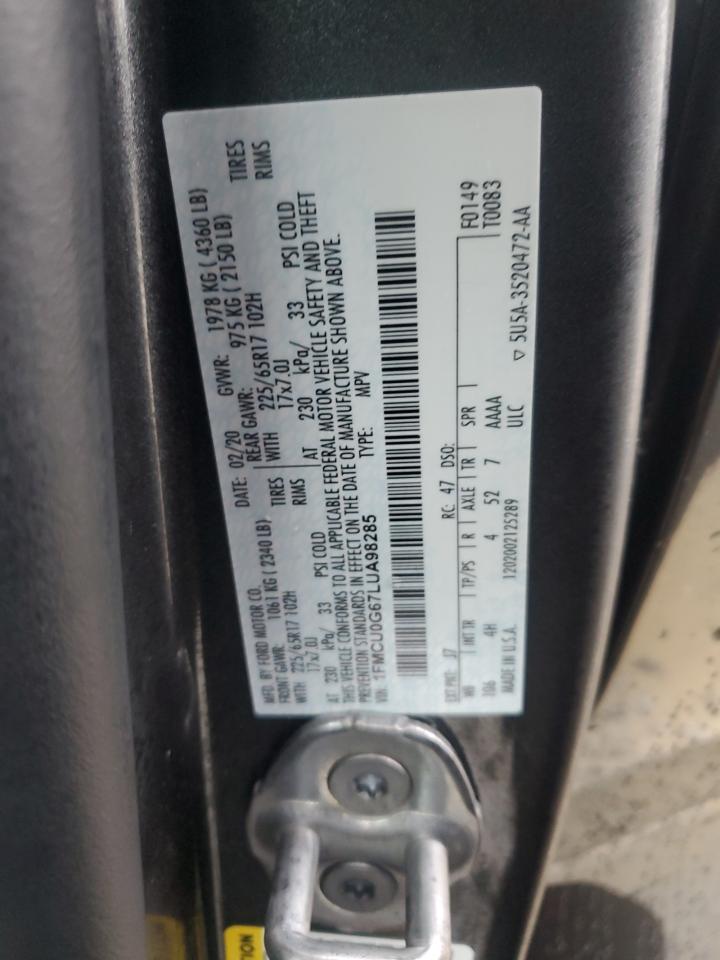 MFD. BY FORD MOTOR CO. DATE: 02/20 GVWR: 1978 KG ( 4360 LB)
FRONT GAWR: 1061 KG ( 2340 LB) REAR GAWR: 975 KG ( 2150 LB)
WITH 225/65R17 102H TIRES WITH 225/65R17 102H TIRES
17x7.0J RIMS 17x7.0J RIMS
AT 230 kPa/ 33 PSI COLD AT 230 kPa/ 33 PSI COLD
THIS VEHICLE CONFORMS TO ALL APPLICABLE FEDERAL MOTOR VEHICLE SAFETY AND THEFT
PREVENTION STANDARDS IN EFFECT ON THE DATE OF MANUFACTURE SHOWN ABOVE.
VIN: 1FMCU0G67LUA98285 TYPE: MPV
EXT PNT: J7 RC: 47 DSO: F0149
WB INT TR TP/PS R AXLE TR SPR T0083
106 4H 4 52 7 AAAA
MADE IN U.S.A. 1202002125289 ULC ▽ 5U5A-3520472-AA